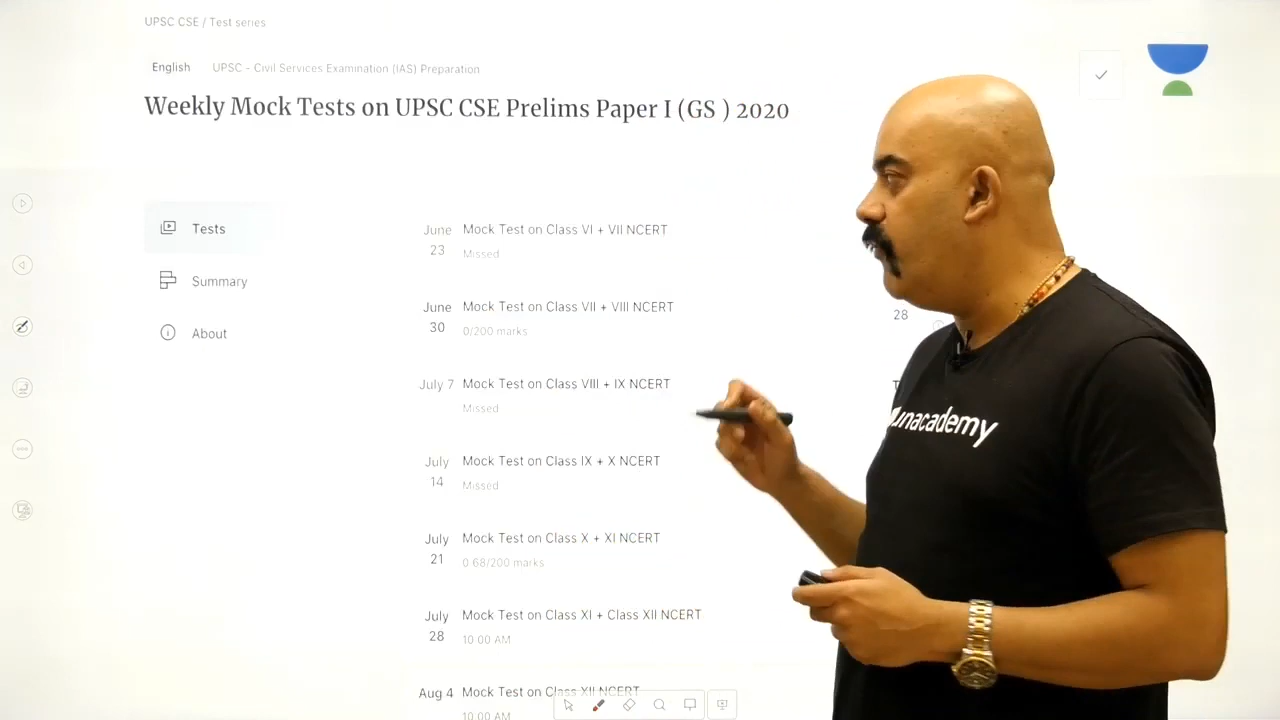 UPSC CSE / Test series
English UPSC - Civil Services Examination (IAS) Preparation
Weekly Mock Tests on UPSC CSE Prelims Paper I (GS ) 2020
Tests
Summary
About
June 23 Mock Test on Class VI + VII NCERT
Missed
June 30 Mock Test on Class VII + VIII NCERT
0/200 marks
July 7 Mock Test on Class VIII + IX NCERT
Missed
July 14 Mock Test on Class IX + X NCERT
Missed
July 21 Mock Test on Class X + XI NCERT
0.68/200 marks
July 28 Mock Test on Class XI + Class XII NCERT
10:00 AM
Aug 4 Mock Test on Class XII NCERT
10:00 AM
28
unacademy